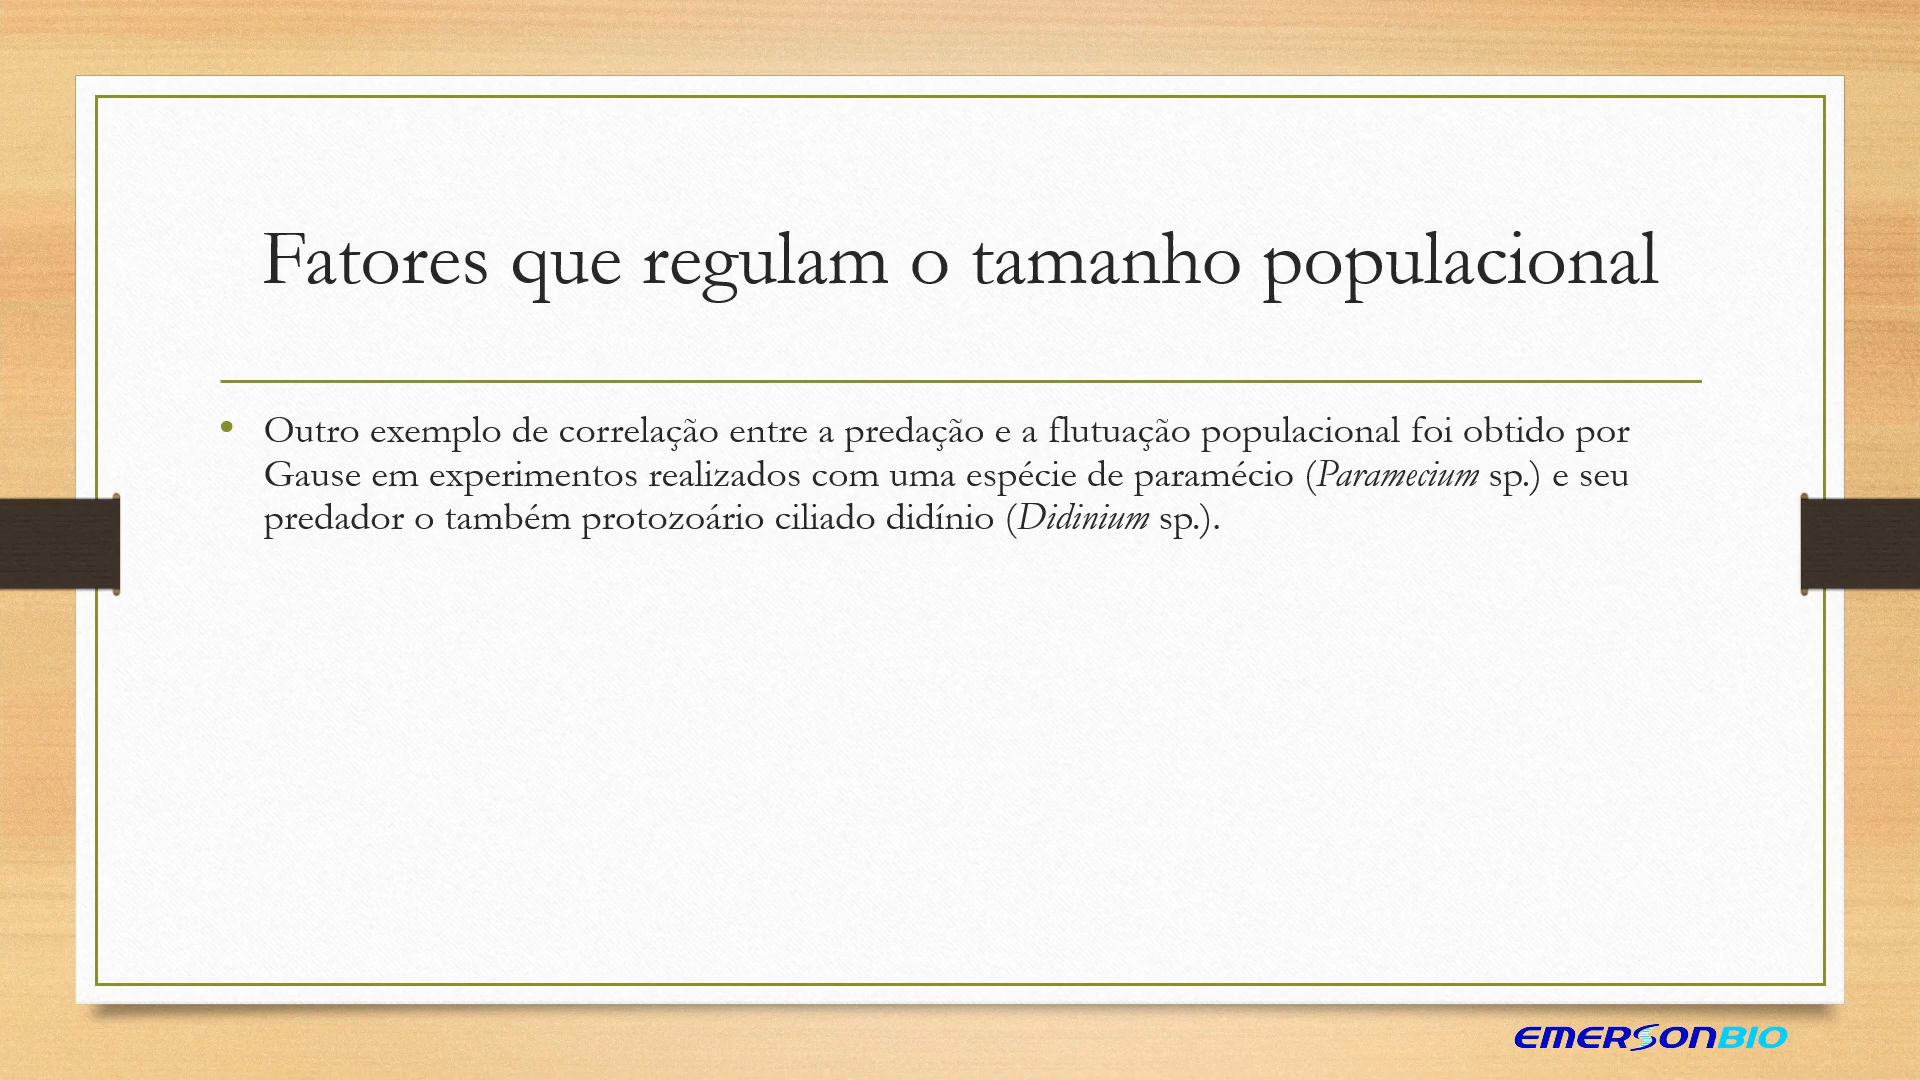 Fatores que regulam o tamanho populacional
• Outro exemplo de correlação entre a predação e a flutuação populacional foi obtido por
Gause em experimentos realizados com uma espécie de paramécio (Paramecium sp.) e seu
predador o também protozoário ciliado didínio (Didinium sp.).
EMERSONBIO